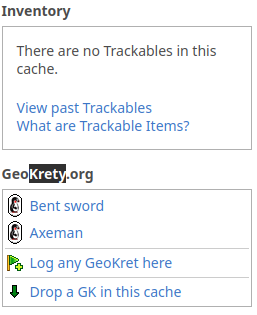 Inventory
There are no Trackables in this
cache.
View past Trackables
What are Trackable Items?
GeoKrety.org
Bent sword
Axeman
Log any GeoKret here
Drop a GK in this cache